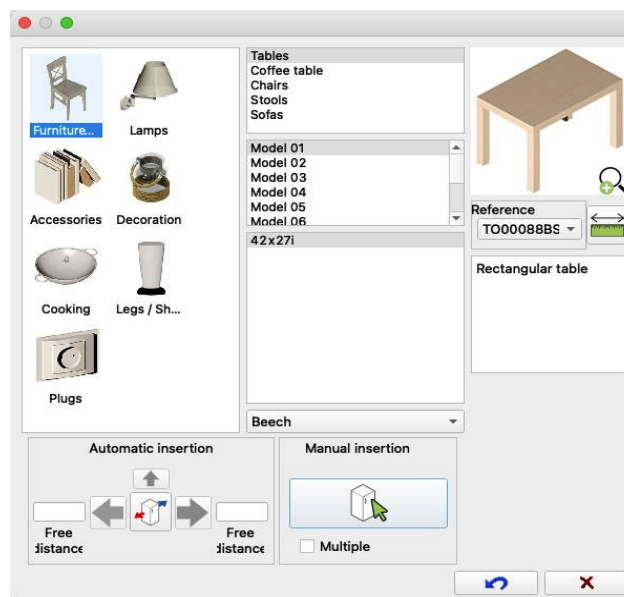 Furniture...
Lamps
Accessories
Decoration
Cooking
Legs / Sh...
Plugs
Tables
Coffee table
Chairs
Stools
Sofas
Model 01
Model 02
Model 03
Model 04
Model 05
Model 06
42x27i
Beech
Reference
TO00088BS
Rectangular table
Automatic insertion
Free
distance
Free
distance
Manual insertion
Multiple